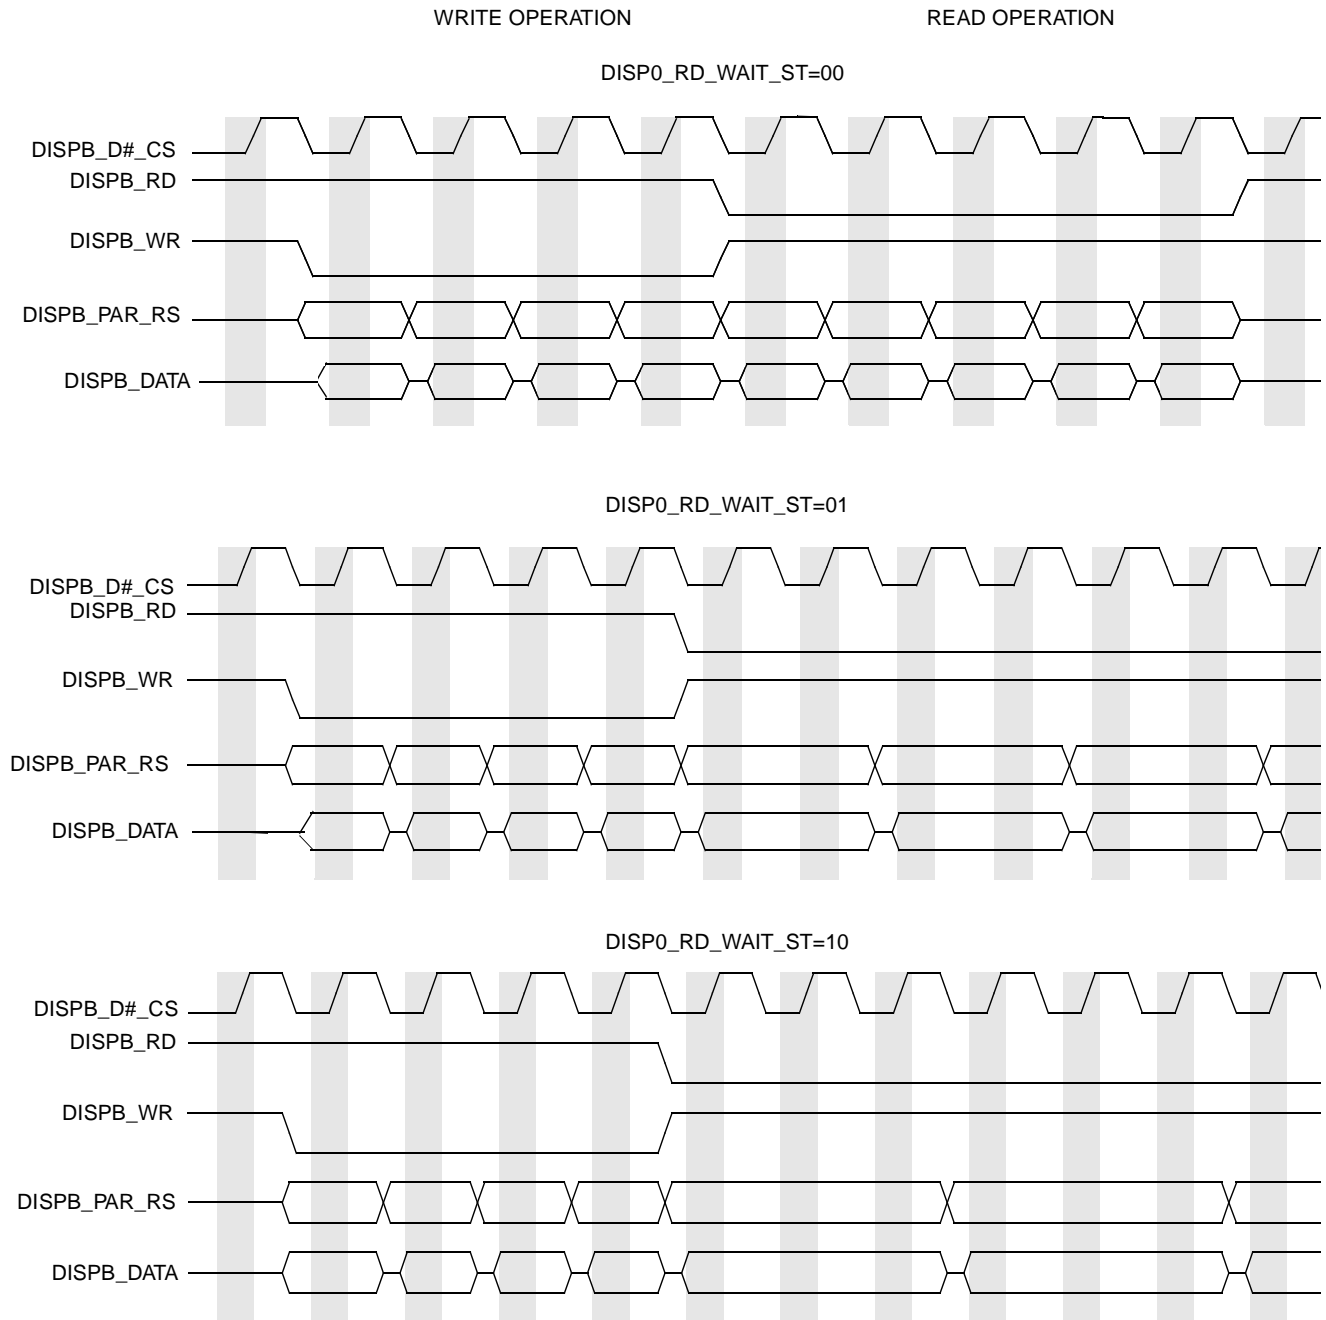 WRITE OPERATION
READ OPERATION
DISP0_RD_WAIT_ST=00
DISPB_D#_CS
DISPB_RD
DISPB_WR
DISPB_PAR_RS
DISPB_DATA
DISP0_RD_WAIT_ST=01
DISPB_D#_CS
DISPB_RD
DISPB_WR
DISPB_PAR_RS
DISPB_DATA
DISP0_RD_WAIT_ST=10
DISPB_D#_CS
DISPB_RD
DISPB_WR
DISPB_PAR_RS
DISPB_DATA